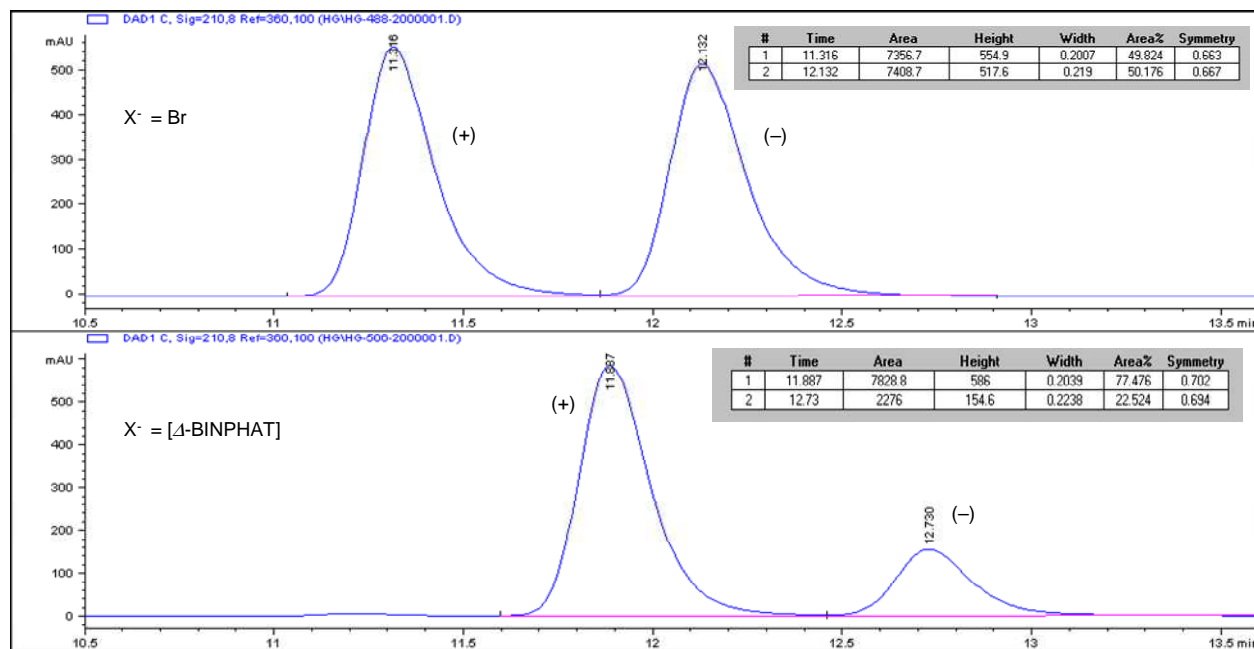 DAD1 C, Sig=210,8 Ref=360,100 (HG\HG-488-2000001.D)
mAU
500
400
300
200
100
0
X- = Br
11.316
(+)
12.132
(–)
# Time Area Height Width Area% Symmetry
1 11.316 7356.7 554.9 0.2007 49.824 0.663
2 12.132 7408.7 517.6 0.219 50.176 0.667
10.5 11 11.5 12 12.5 13 13.5 min
DAD1 C, Sig=210,8 Ref=360,100 (HG\HG-506-2000001.D)
mAU
500
400
300
200
100
0
X- = [Δ-BINPHAT]
(+)
11.887
12.730
(–)
# Time Area Height Width Area% Symmetry
1 11.887 7828.8 586 0.2039 77.476 0.702
2 12.73 2276 154.6 0.2238 22.524 0.694
10.5 11 11.5 12 12.5 13 13.5 min